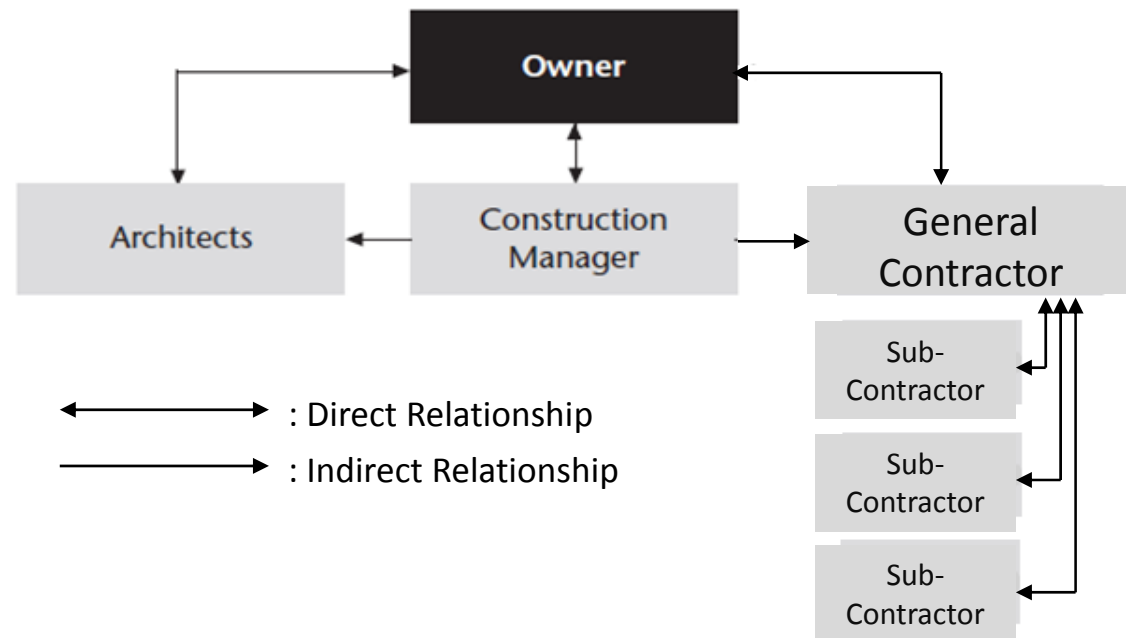 Owner
Architects
Construction
Manager
General
Contractor
Sub-
Contractor
Sub-
Contractor
Sub-
Contractor
: Direct Relationship
: Indirect Relationship